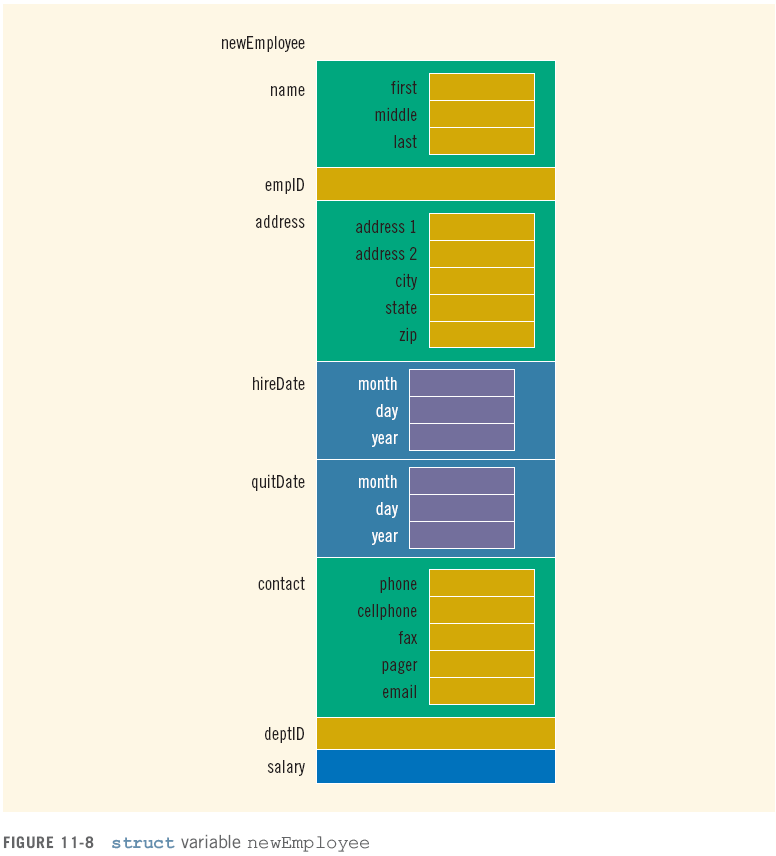 newEmployee
name
first
middle
last
empID
address
address 1
address 2
city
state
zip
hireDate
month
day
year
quitDate
month
day
year
contact
phone
cellphone
fax
pager
email
deptID
salary
FIGURE 11-8 struct variable newEmployee